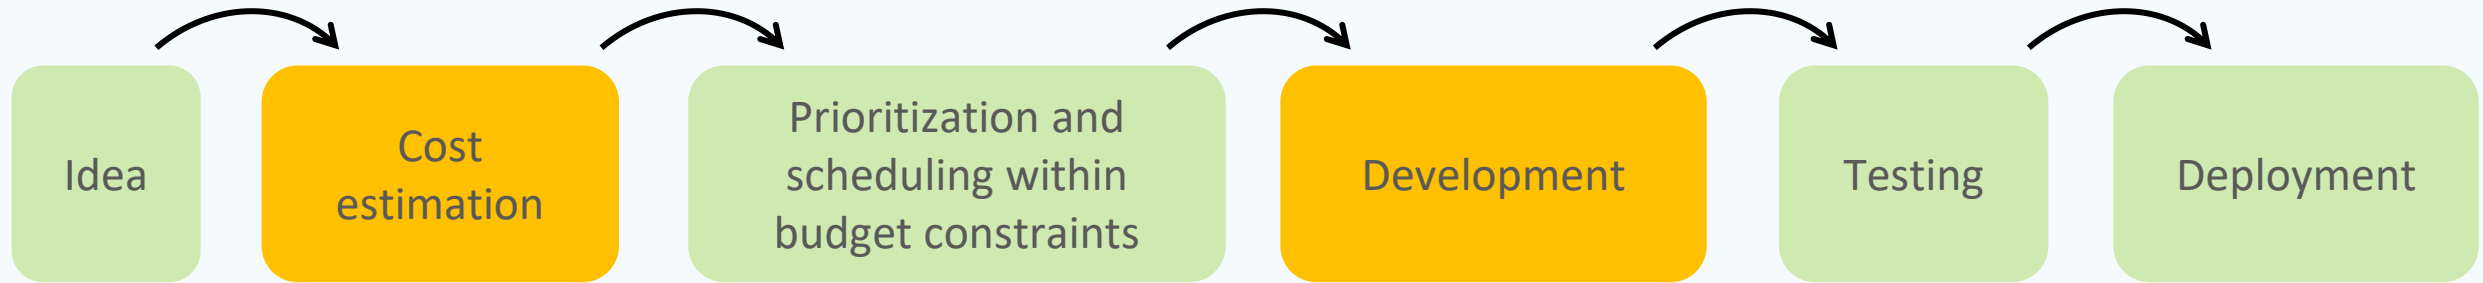 Idea
Cost
estimation
Prioritization and
scheduling within
budget constraints
Development
Testing
Deployment